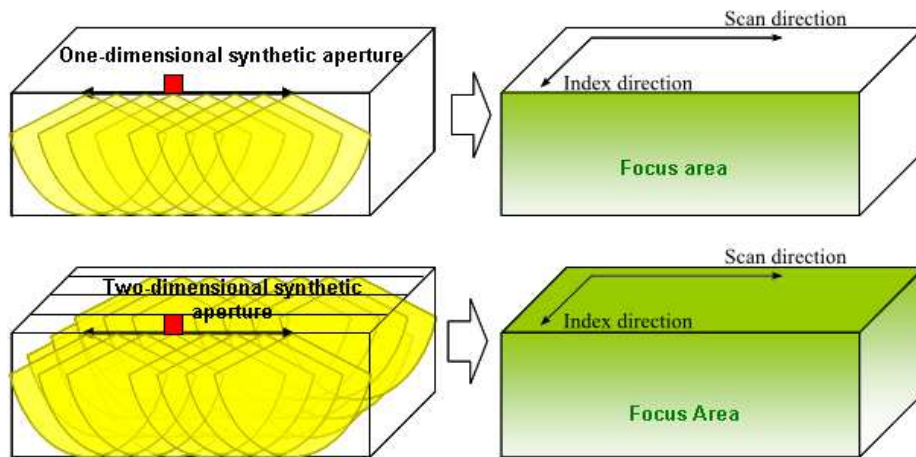 One-dimensional synthetic aperture
Scan direction
Index direction
Focus area
Two-dimensional synthetic
aperture
Scan direction
Index direction
Focus Area